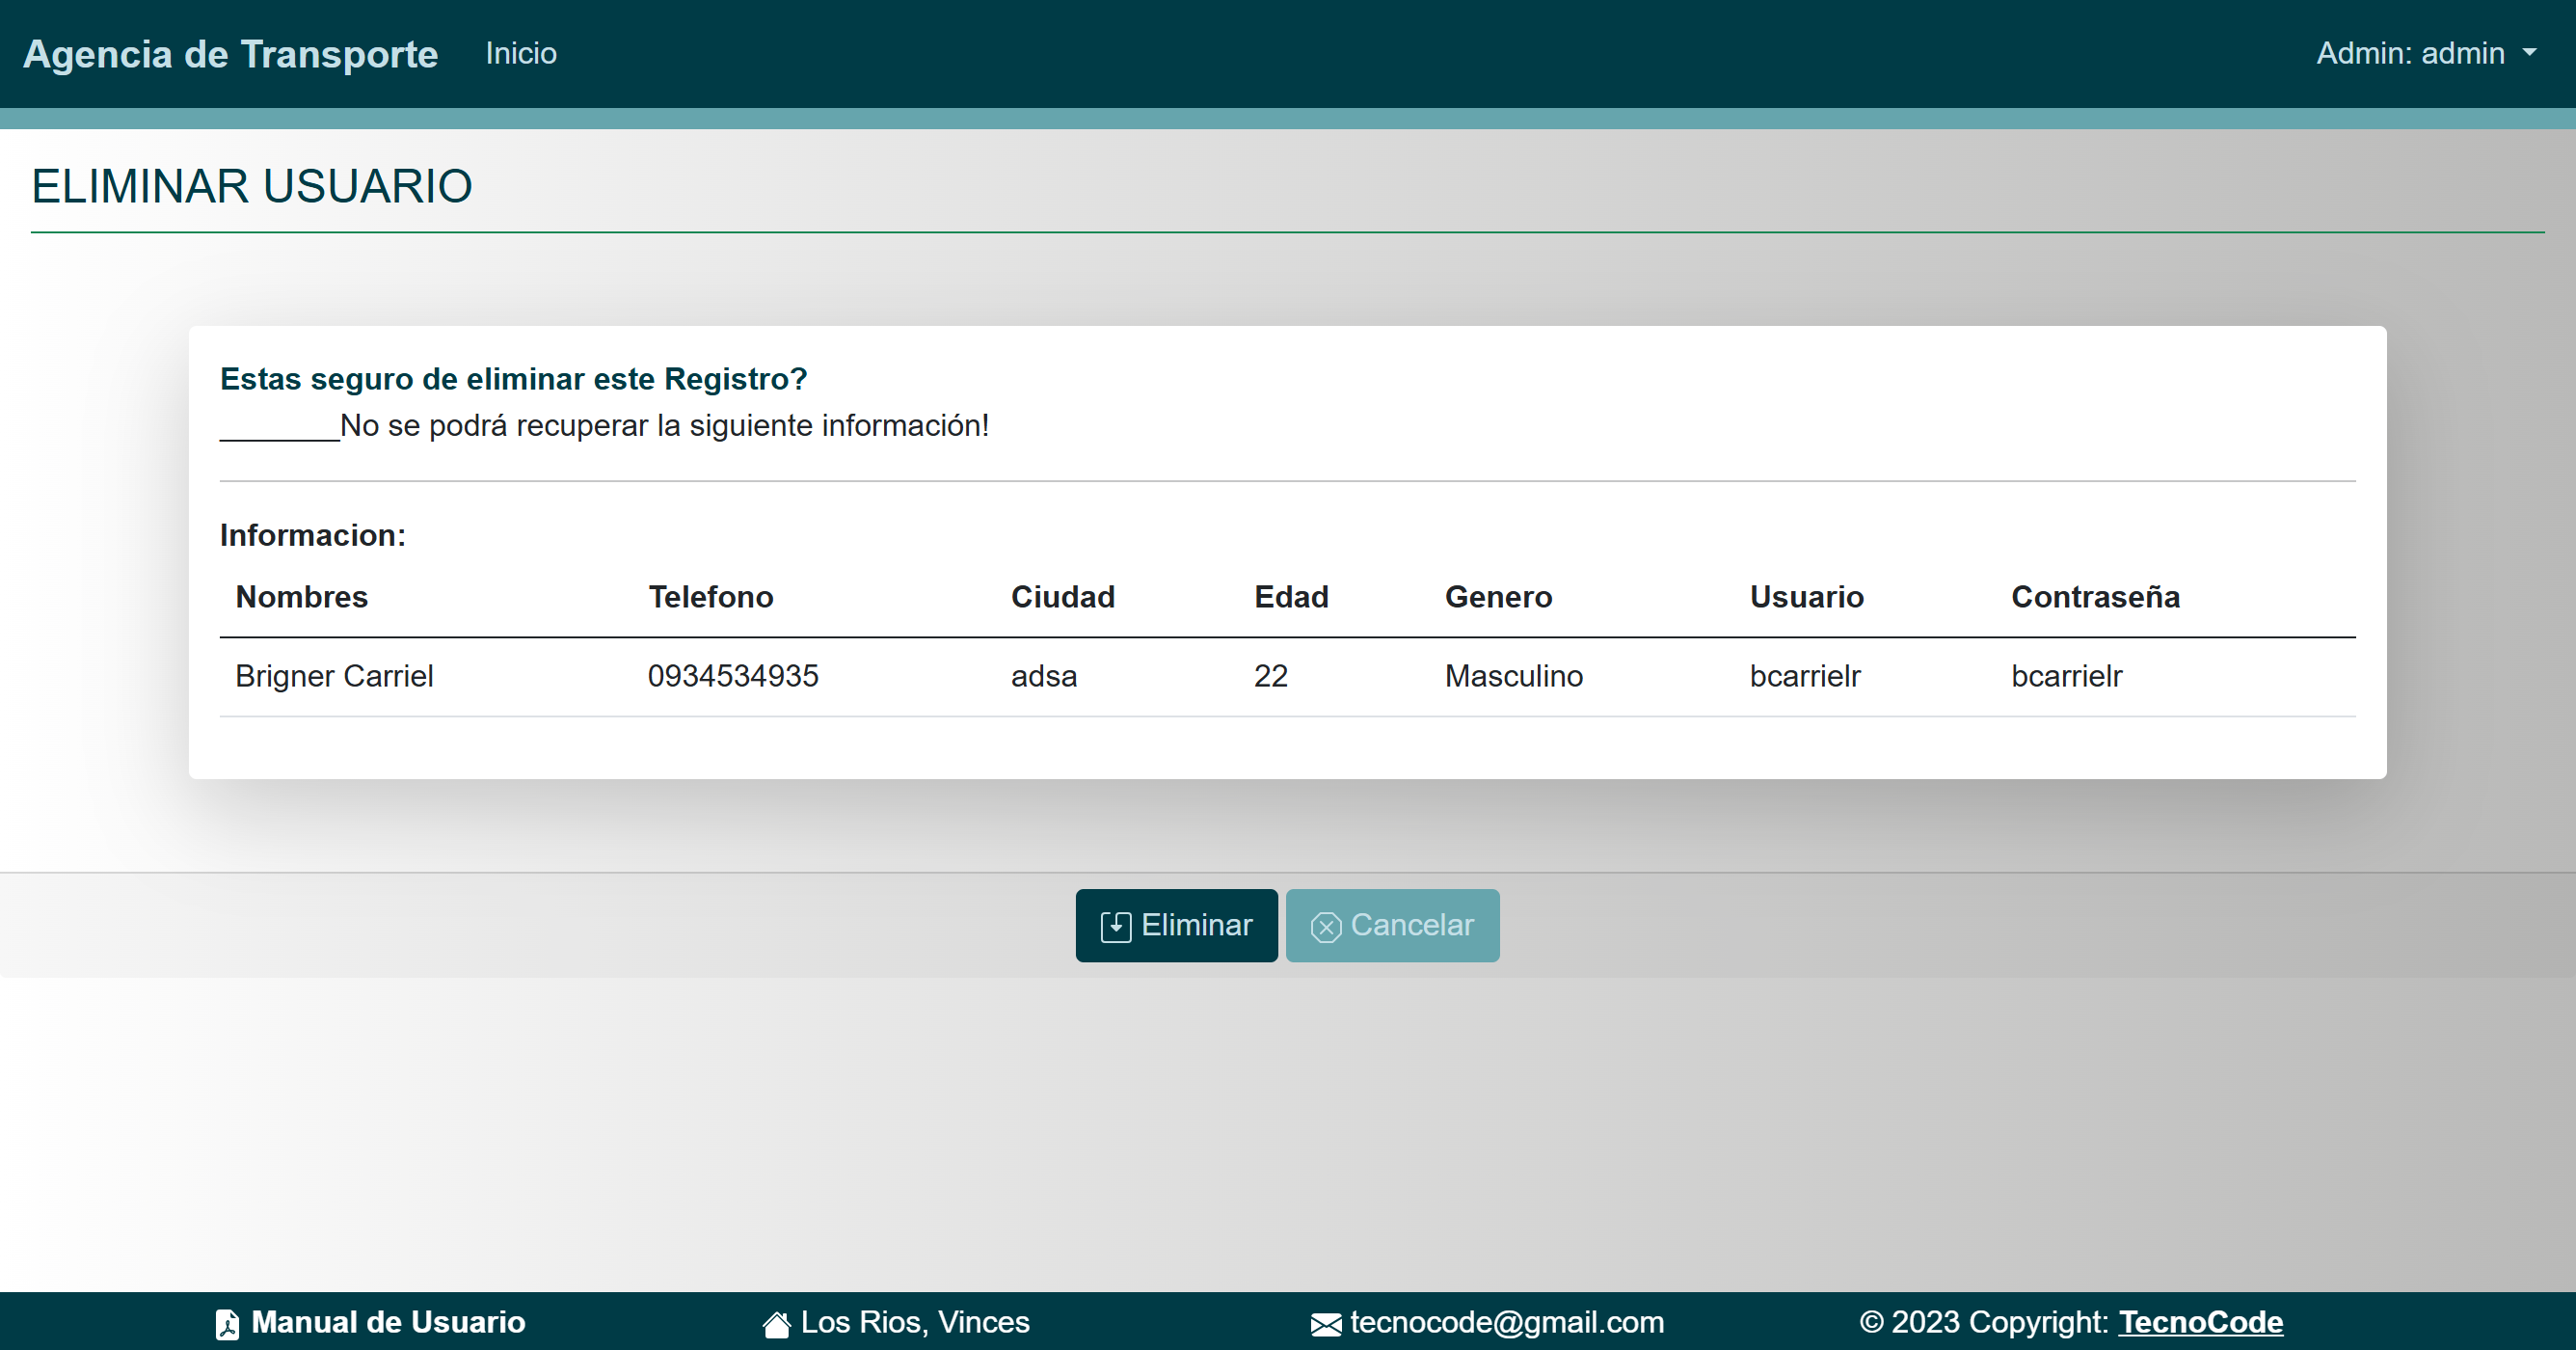 Agencia de Transporte Inicio Admin: admin
ELIMINAR USUARIO
Estas seguro de eliminar este Registro?
________No se podrá recuperar la siguiente información!
Informacion:
Nombres Telefono Ciudad Edad Genero Usuario Contraseña
Brigner Carriel 0934534935 adsa 22 Masculino bcarrielr bcarrielr
Eliminar Cancelar
Manual de Usuario Los Rios, Vinces tecnocode@gmail.com © 2023 Copyright: TecnoCode